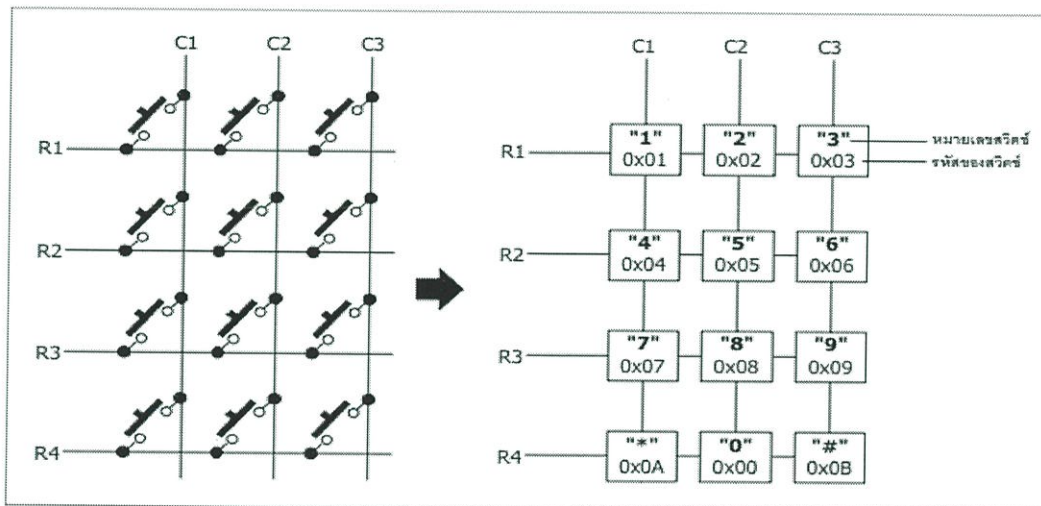 C1 C2 C3
R1
R2
R3
R4
C1 C2 C3
R1 "1" "2" "3" หมายเลขสวิตช์
0x01 0x02 0x03 รหัสของสวิตช์
R2 "4" "5" "6"
0x04 0x05 0x06
R3 "7" "8" "9"
0x07 0x08 0x09
R4 "*" "0" "#"
0x0A 0x00 0x0B